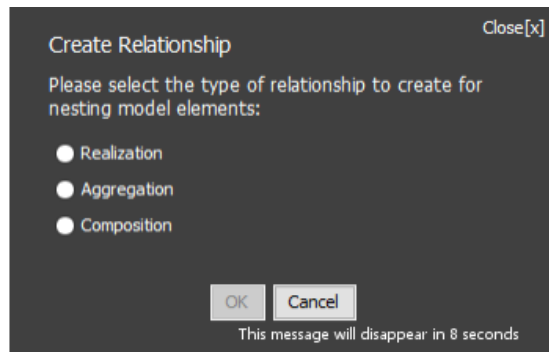 Close[x]
Create Relationship
Please select the type of relationship to create for
nesting model elements:
Realization
Aggregation
Composition
OK
Cancel
This message will disappear in 8 seconds